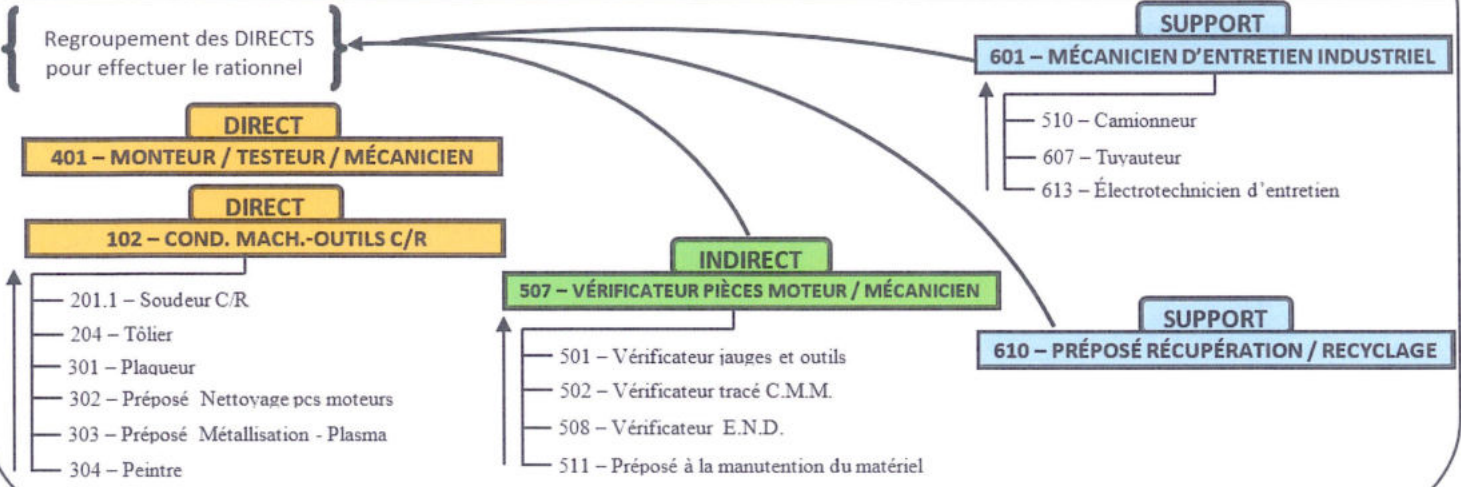 Regroupement des DIRECTS
pour effectuer le rationnel
SUPPORT
601 – MÉCANICIEN D'ENTRETIEN INDUSTRIEL
510 – Camionneur
607 – Tuyauteur
613 – Électrotechnicien d'entretien
DIRECT
401 – MONTEUR / TESTEUR / MÉCANICIEN
DIRECT
102 – COND. MACH.-OUTILS C/R
201.1 – Soudeur C/R
204 – Tôlier
301 – Plaqueur
302 – Préposé Nettoyage pcs moteurs
303 – Préposé Métallisation - Plasma
304 – Peintre
INDIRECT
507 – VÉRIFICATEUR PIÈCES MOTEUR / MÉCANICIEN
501 – Vérificateur jauges et outils
502 – Vérificateur tracé C.M.M.
508 – Vérificateur E.N.D.
511 – Préposé à la manutention du matériel
SUPPORT
610 – PRÉPOSÉ RÉCUPÉRATION / RECYCLAGE